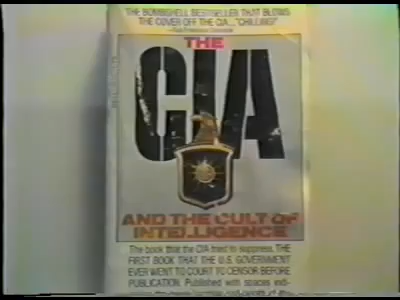 THE BOMBSHELL BESTSELLER THAT BLOWS
THE COVER OFF THE CIA... "CHILLING!"
THE
CIA
AND THE CULT OF
INTELLIGENCE
The book that the CIA tried to suppress. THE
FIRST BOOK THAT THE U.S. GOVERNMENT
EVER WENT TO COURT TO CENSOR BEFORE
PUBLICATION. Published with spaces indi-